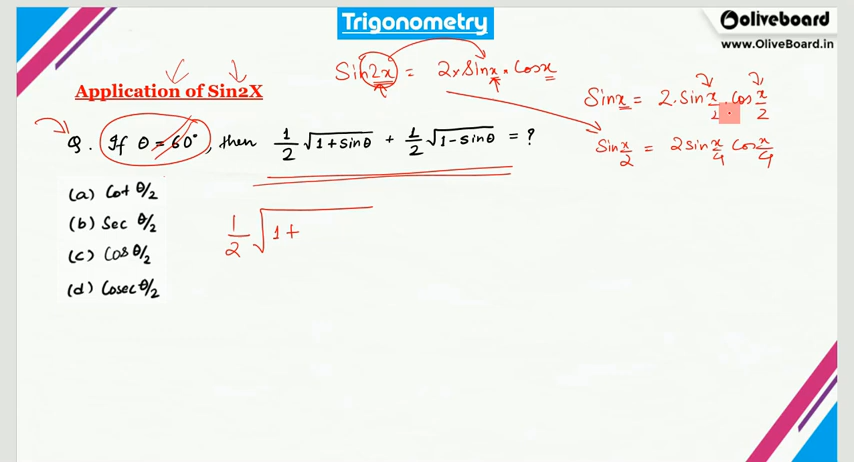 Trigonometry
oliveboard
www.OliveBoard.in
Sin2x = 2 × Sinx · Cosx
Application of Sin2X
Sinx = 2 · Sin x/2 · Cos x/2
Sin x/2 = 2 Sin x/4 Cos x/4
Q. If θ = 60°, then 1/2 √(1 + Sinθ) + 1/2 √(1 - Sinθ) = ?
(a) Cot θ/2
(b) Sec θ/2
(c) Cos θ/2
(d) Cosec θ/2
1/2 √(1 +